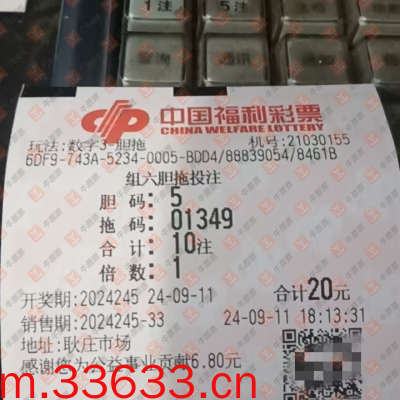 1注
5注
中国福利彩票
CHINA WELFARE LOTTERY
玩法:数字3-胆拖 机号:21030155
6DF9-743A-5234-0005-BDD4/88839054/8461B
组六胆拖投注
胆码:5
拖码:01349
合计:10注
倍数:1
开奖期:2024245 24-09-11 合计20元
销售期:2024245-33 24-09-11 18:13:31
地址:耿庄市场
感谢您为公益事业贡献6.80元
m.33633.cn